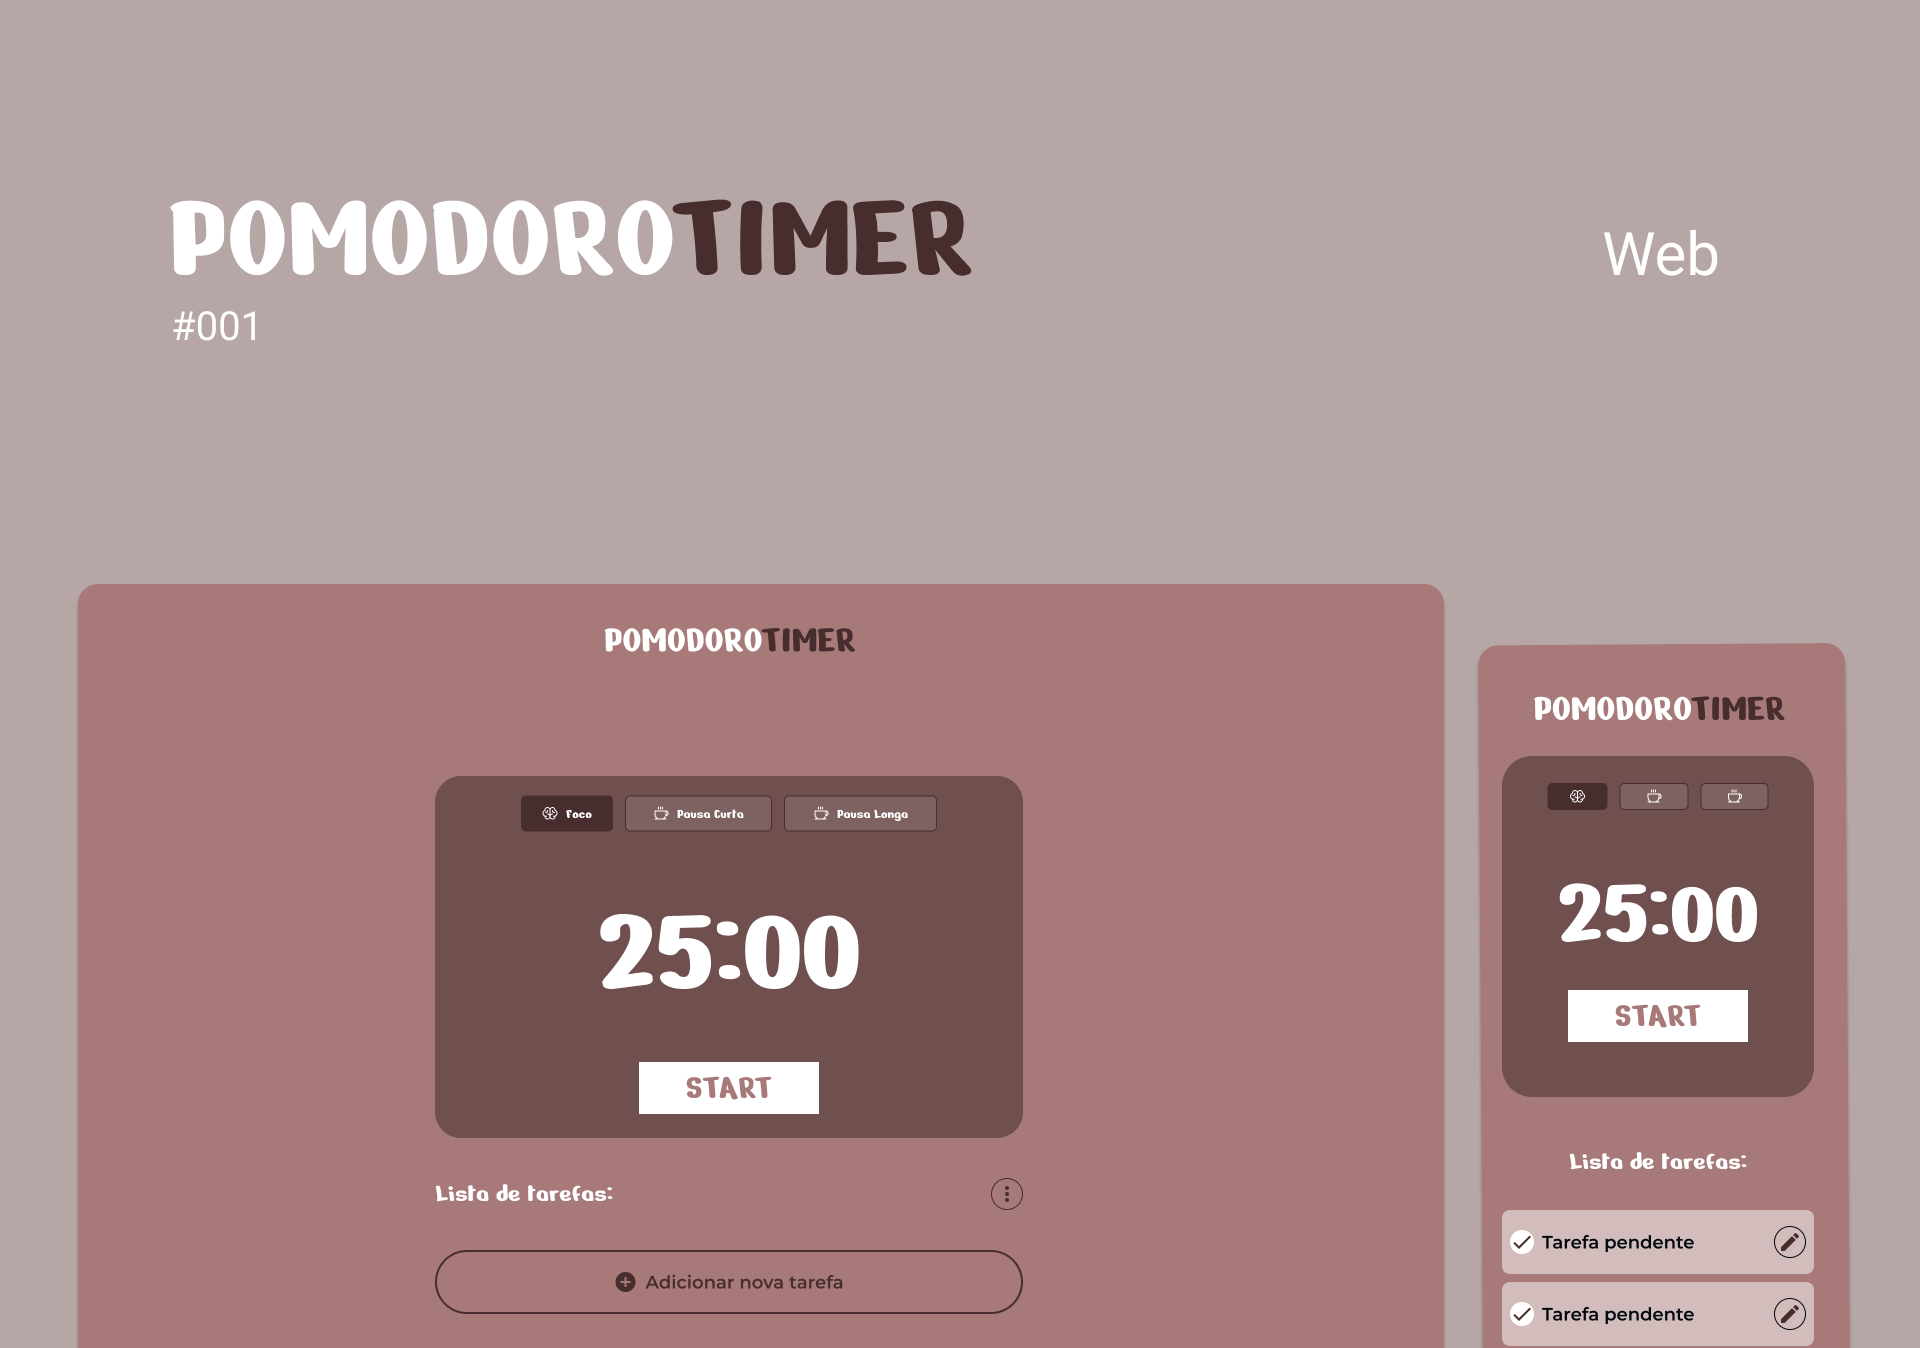 POMODOROTIMER
Web
#001
POMODOROTIMER
Foco
Pausa Curta
Pausa Longa
25:00
START
Lista de tarefas:
Adicionar nova tarefa
POMODOROTIMER
25:00
START
Lista de tarefas:
Tarefa pendente
Tarefa pendente